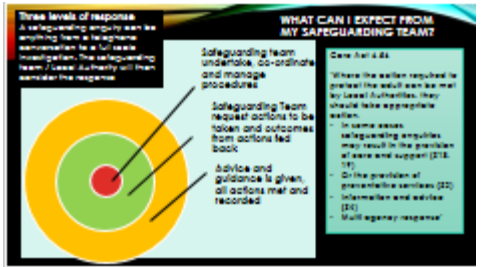 Three levels of response
A safeguarding enquiry can be
anything from a telephone
conversation to a full scale
investigation. The safeguarding
team / Local Authority will then
consider the response
WHAT CAN I EXPECT FROM
MY SAFEGUARDING TEAM?
Safeguarding team
undertake, co-ordinate
and manage
procedures
Safeguarding Team
request actions to be
taken and outcomes
from actions fed
back
Advice and
guidance is given,
all actions met and
recorded
Care Act
'Where the action required to
protect the adult can be met
by Local Authorities, they
should take appropriate
action.
• In some cases,
safeguarding enquiries
may result in the provision
of care and support (S18,
19)
• Or the provision of
preventative services (S2)
• Information and advice
(S4)
• Multi agency response'